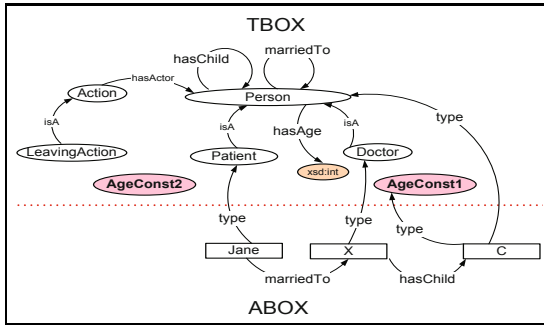 TBOX
hasChild
marriedTo
Action
hasActor
Person
isA
isA
hasAge
isA
type
LeavingAction
Patient
Doctor
xsd:int
AgeConst2
AgeConst1
type
type
type
Jane
X
C
marriedTo
hasChild
ABOX